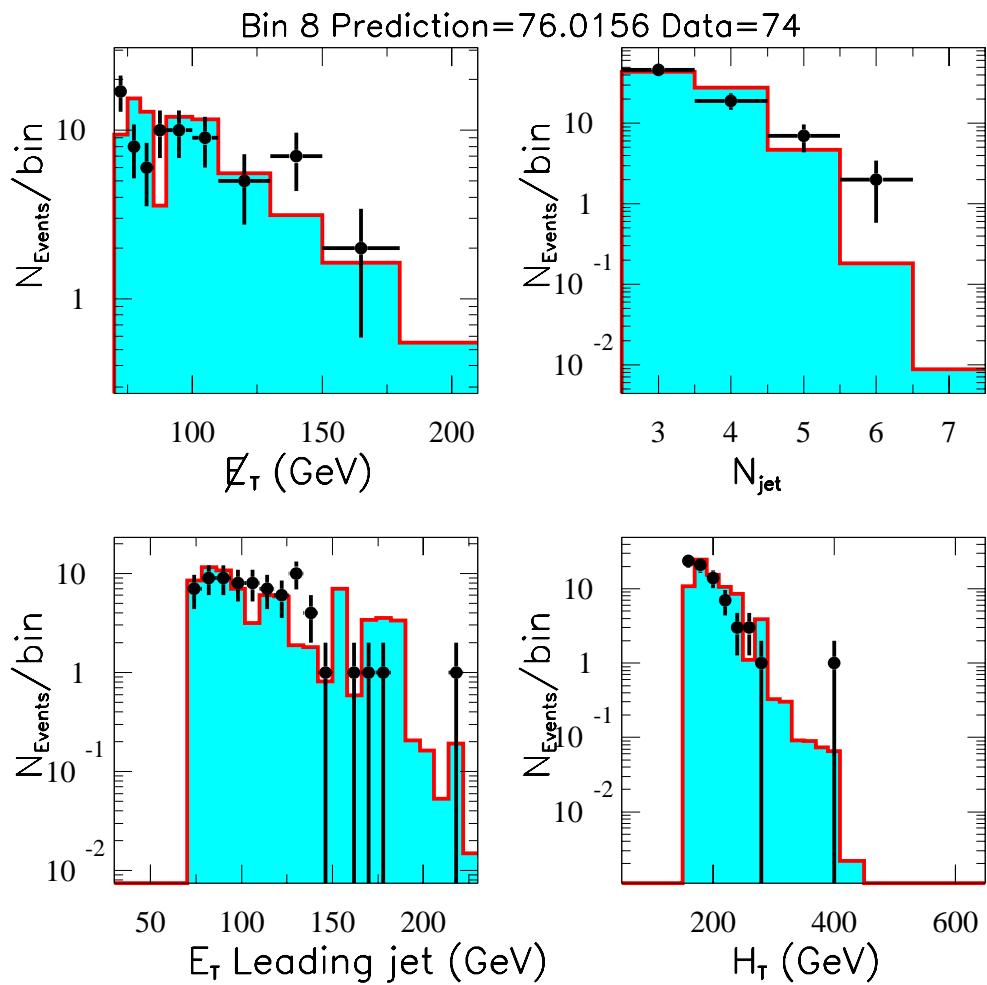 Bin 8 Prediction=76.0156 Data=74
N_Events/bin
10
1
100 150 200
E̸_T (GeV)
N_Events/bin
10
1
10^-1
10^-2
3 4 5 6 7
N_jet
N_Events/bin
10
1
10^-1
10^-2
50 100 150 200
E_T Leading jet (GeV)
N_Events/bin
10
1
10^-1
10^-2
200 400 600
H_T (GeV)